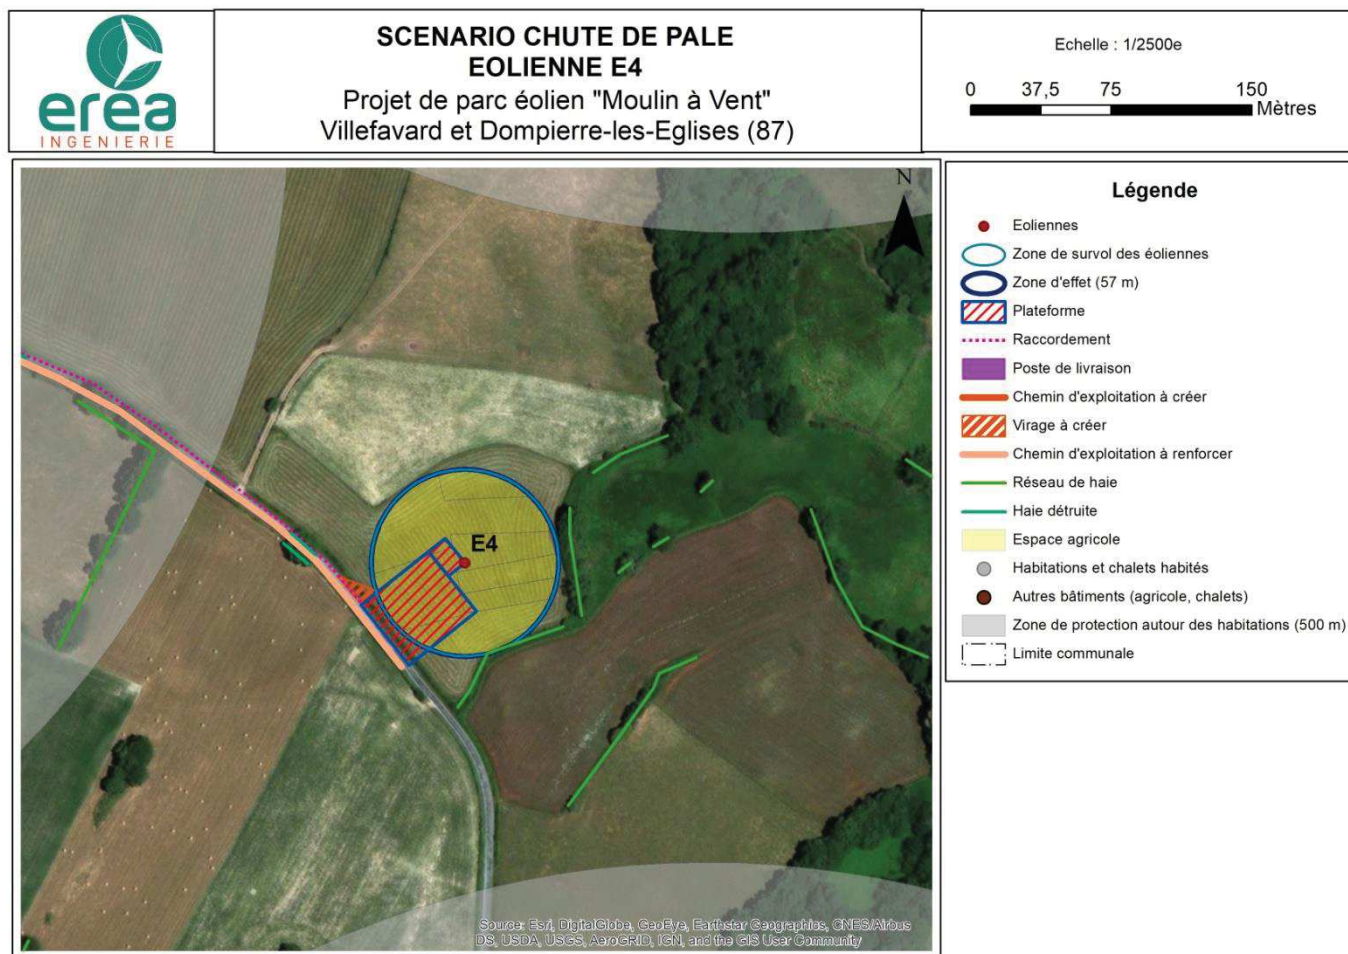 erea
INGENIERIE
SCENARIO CHUTE DE PALE
EOLIENNE E4
Projet de parc éolien "Moulin à Vent"
Villefavard et Dompierre-les-Eglises (87)
Echelle : 1/2500e
0 37,5 75 150
Mètres
N
E4
Source: Esri, DigitalGlobe, GeoEye, Earthstar Geographics, CNES/Airbus
DS, USDA, USGS, AeroGRID, IGN, and the GIS User Community
Légende
Eoliennes
Zone de survol des éoliennes
Zone d'effet (57 m)
Plateforme
Raccordement
Poste de livraison
Chemin d'exploitation à créer
Virage à créer
Chemin d'exploitation à renforcer
Réseau de haie
Haie détruite
Espace agricole
Habitations et chalets habités
Autres bâtiments (agricole, chalets)
Zone de protection autour des habitations (500 m)
Limite communale